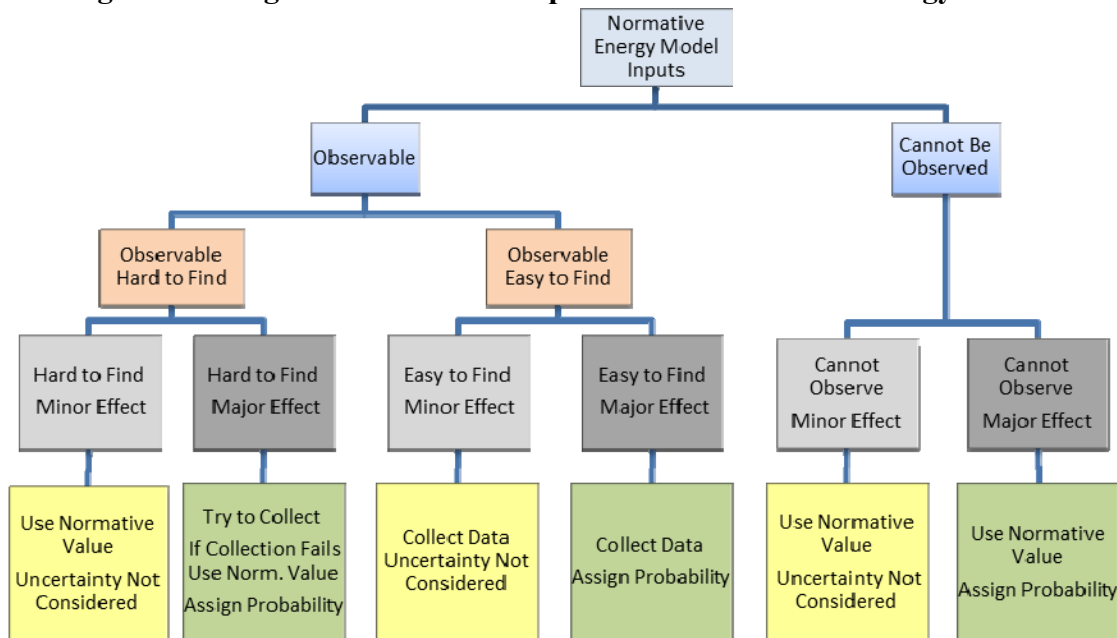 Normative
Energy Model
Inputs
Observable
Cannot Be
Observed
Observable
Hard to Find
Observable
Easy to Find
Hard to Find
Minor Effect
Hard to Find
Major Effect
Easy to Find
Minor Effect
Easy to Find
Major Effect
Cannot
Observe
Minor Effect
Cannot
Observe
Major Effect
Use Normative
Value
Uncertainty Not
Considered
Try to Collect
If Collection Fails
Use Norm. Value
Assign Probability
Collect Data
Uncertainty Not
Considered
Collect Data
Assign Probability
Use Normative
Value
Uncertainty Not
Considered
Use Normative
Value
Assign Probability